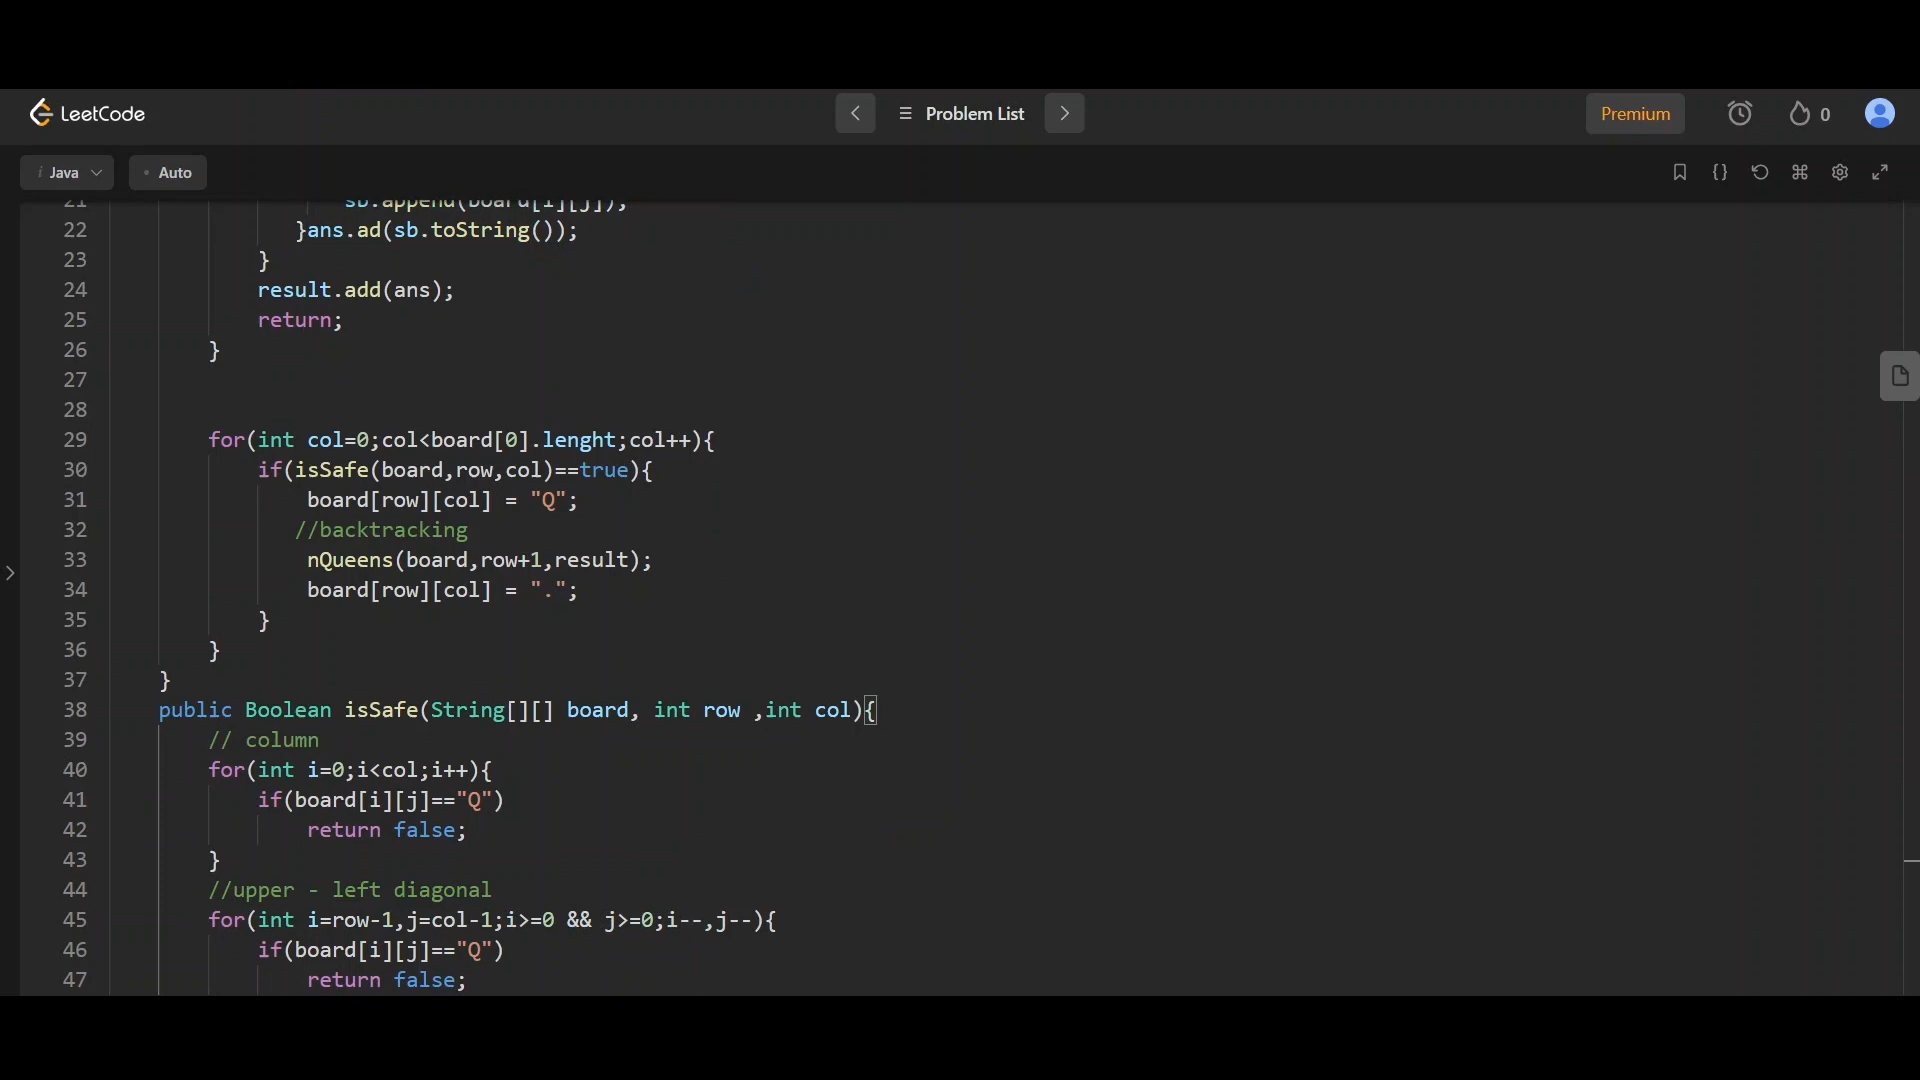 LeetCode
Problem List
Premium
0
Java
Auto
21 sb.append(board[i][j]);
22 }ans.ad(sb.toString());
23 }
24 result.add(ans);
25 return;
26 }
27
28
29 for(int col=0;col<board[0].lenght;col++){
30 if(isSafe(board,row,col)==true){
31 board[row][col] = "Q";
32 //backtracking
33 nQueens(board,row+1,result);
34 board[row][col] = ".";
35 }
36 }
37 }
38 public Boolean isSafe(String[][] board, int row ,int col){
39 // column
40 for(int i=0;i<col;i++){
41 if(board[i][j]=="Q")
42 return false;
43 }
44 //upper - left diagonal
45 for(int i=row-1,j=col-1;i>=0 && j>=0;i--,j--){
46 if(board[i][j]=="Q")
47 return false;